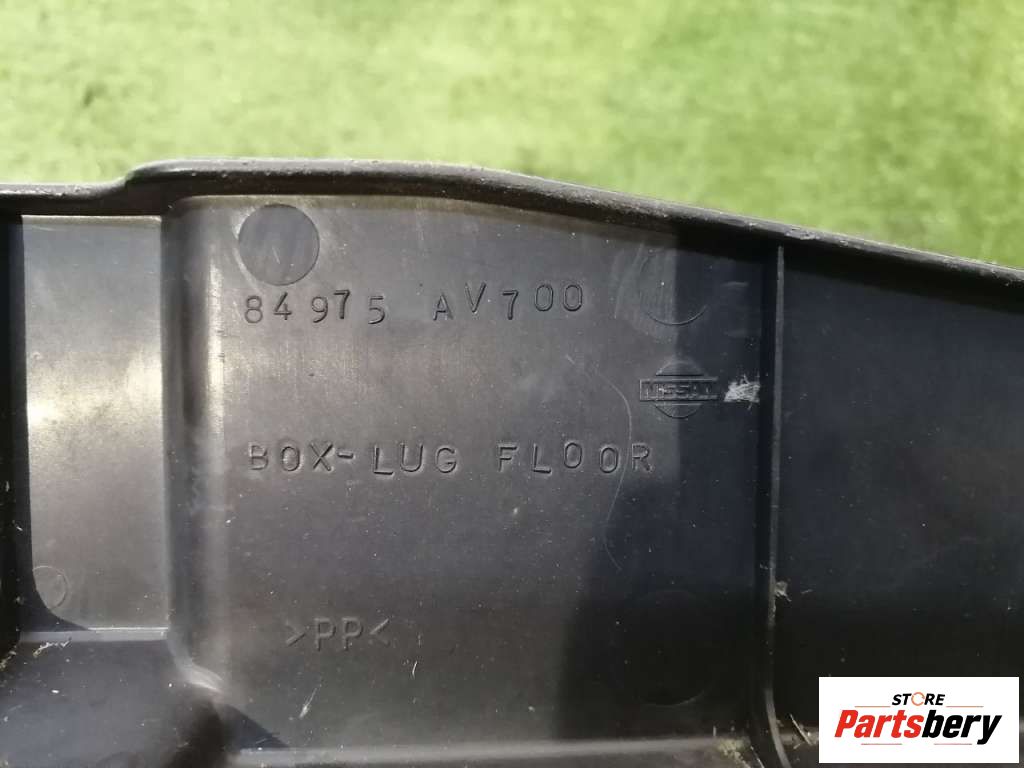 84975 AV700
NISSAN
BOX-LUG FLOOR
>PP<
STORE
Partsbery